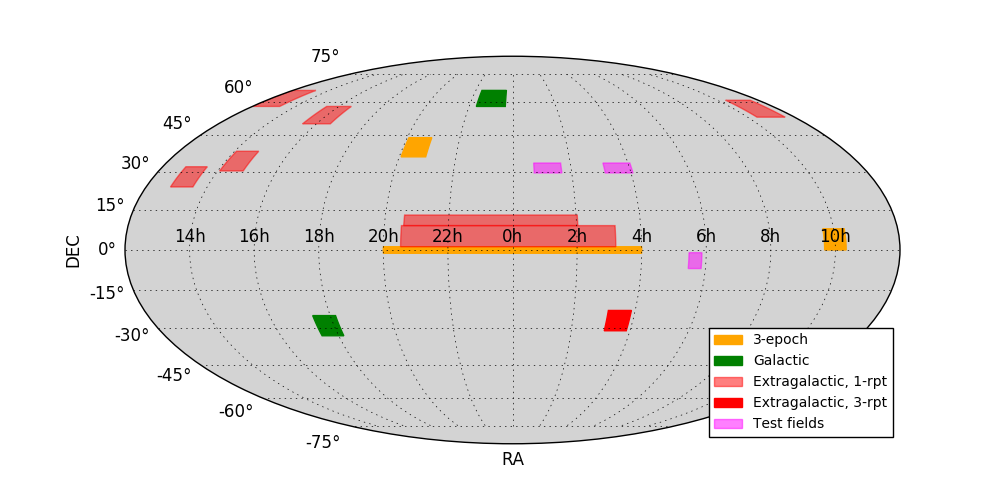 75°
60°
45°
30°
15°
14h 16h 18h 20h 22h 0h 2h 4h 6h 8h 10h
0°
DEC
-15°
-30°
3-epoch
Galactic
-45°
Extragalactic, 1-rpt
Extragalactic, 3-rpt
-60°
Test fields
-75°
RA